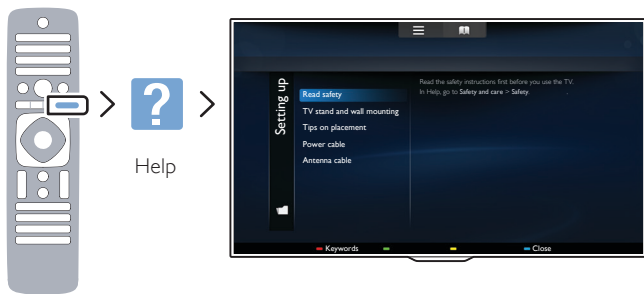 ?
Help
Setting up
Read safety
TV stand and wall mounting
Tips on placement
Power cable
Antenna cable
Read the safety instructions first before you use the TV.
In Help, go to Safety and care > Safety.
Keywords
Close